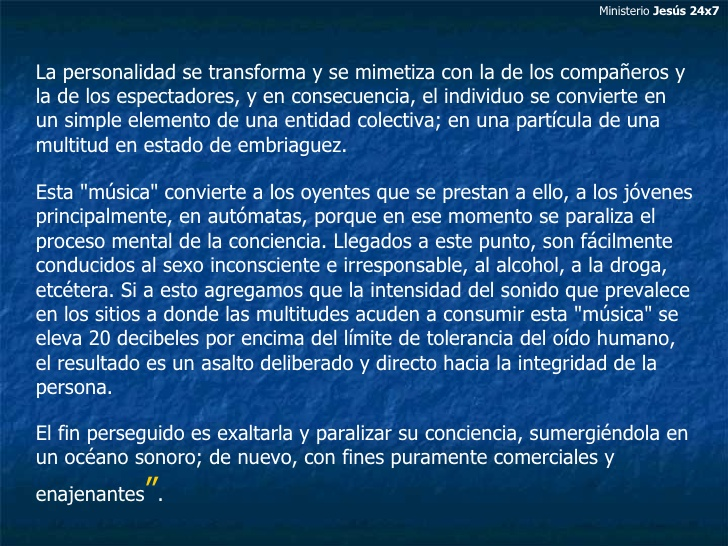 Ministerio Jesús 24x7
La personalidad se transforma y se mimetiza con la de los compañeros y
la de los espectadores, y en consecuencia, el individuo se convierte en
un simple elemento de una entidad colectiva; en una partícula de una
multitud en estado de embriaguez.
Esta "música" convierte a los oyentes que se prestan a ello, a los jóvenes
principalmente, en autómatas, porque en ese momento se paraliza el
proceso mental de la conciencia. Llegados a este punto, son fácilmente
conducidos al sexo inconsciente e irresponsable, al alcohol, a la droga,
etcétera. Si a esto agregamos que la intensidad del sonido que prevalece
en los sitios a donde las multitudes acuden a consumir esta "música" se
eleva 20 decibeles por encima del límite de tolerancia del oído humano,
el resultado es un asalto deliberado y directo hacia la integridad de la
persona.
El fin perseguido es exaltarla y paralizar su conciencia, sumergiéndola en
un océano sonoro; de nuevo, con fines puramente comerciales y
enajenantes”.